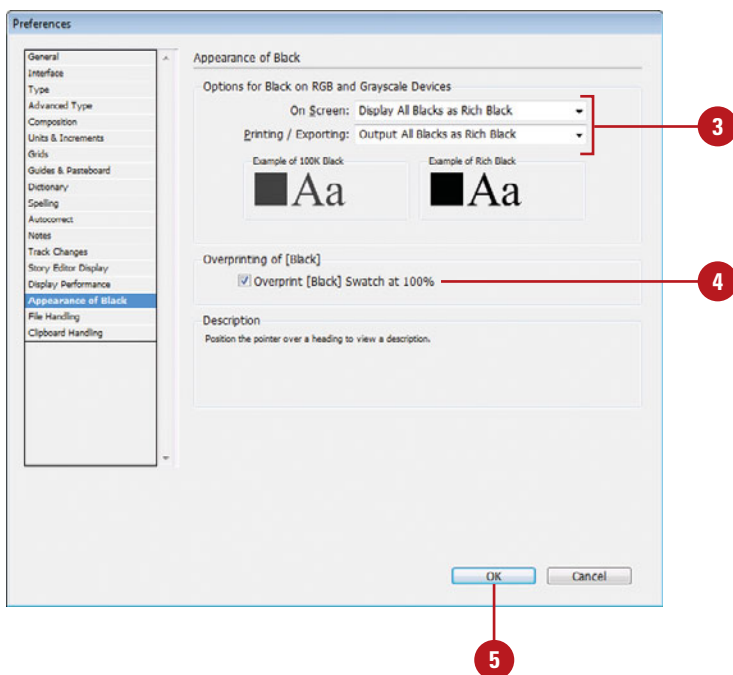 Preferences
General
Interface
Type
Advanced Type
Composition
Units & Increments
Grids
Guides & Pasteboard
Dictionary
Spelling
Autocorrect
Notes
Track Changes
Story Editor Display
Display Performance
Appearance of Black
File Handling
Clipboard Handling
Appearance of Black
Options for Black on RGB and Grayscale Devices
On Screen: Display All Blacks as Rich Black
Printing / Exporting: Output All Blacks as Rich Black
3
Example of 100K Black
Aa
Example of Rich Black
Aa
Overprinting of [Black]
Overprint [Black] Swatch at 100%
4
Description
Position the pointer over a heading to view a description.
OK
Cancel
5